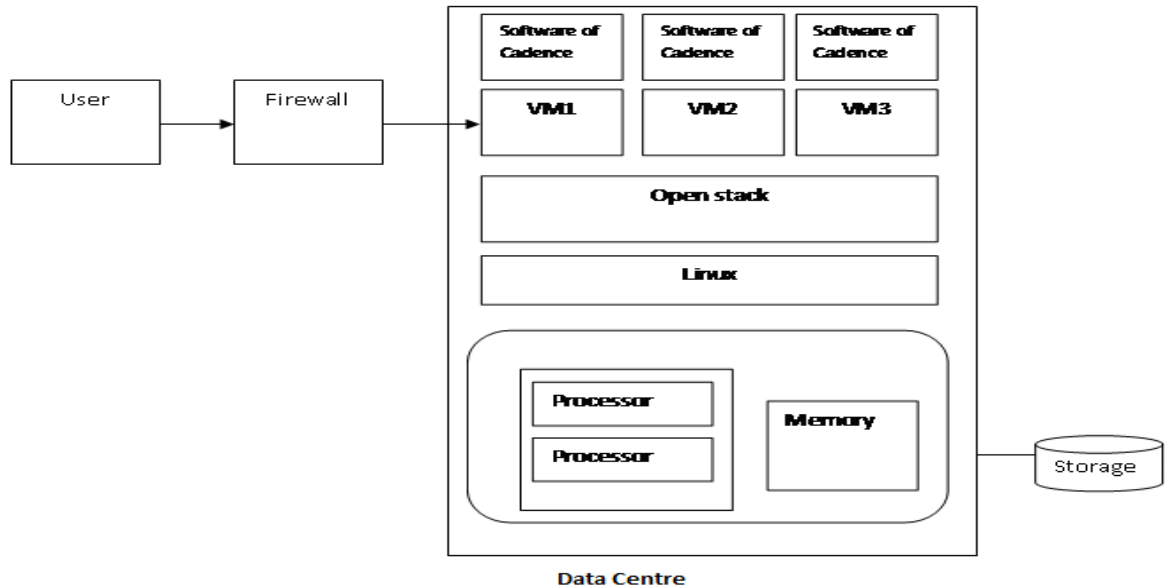 Software of
Cadence
Software of
Cadence
Software of
Cadence
User
Firewall
VM1
VM2
VM3
Open stack
Linux
Processor
Processor
Memory
Storage
Data Centre